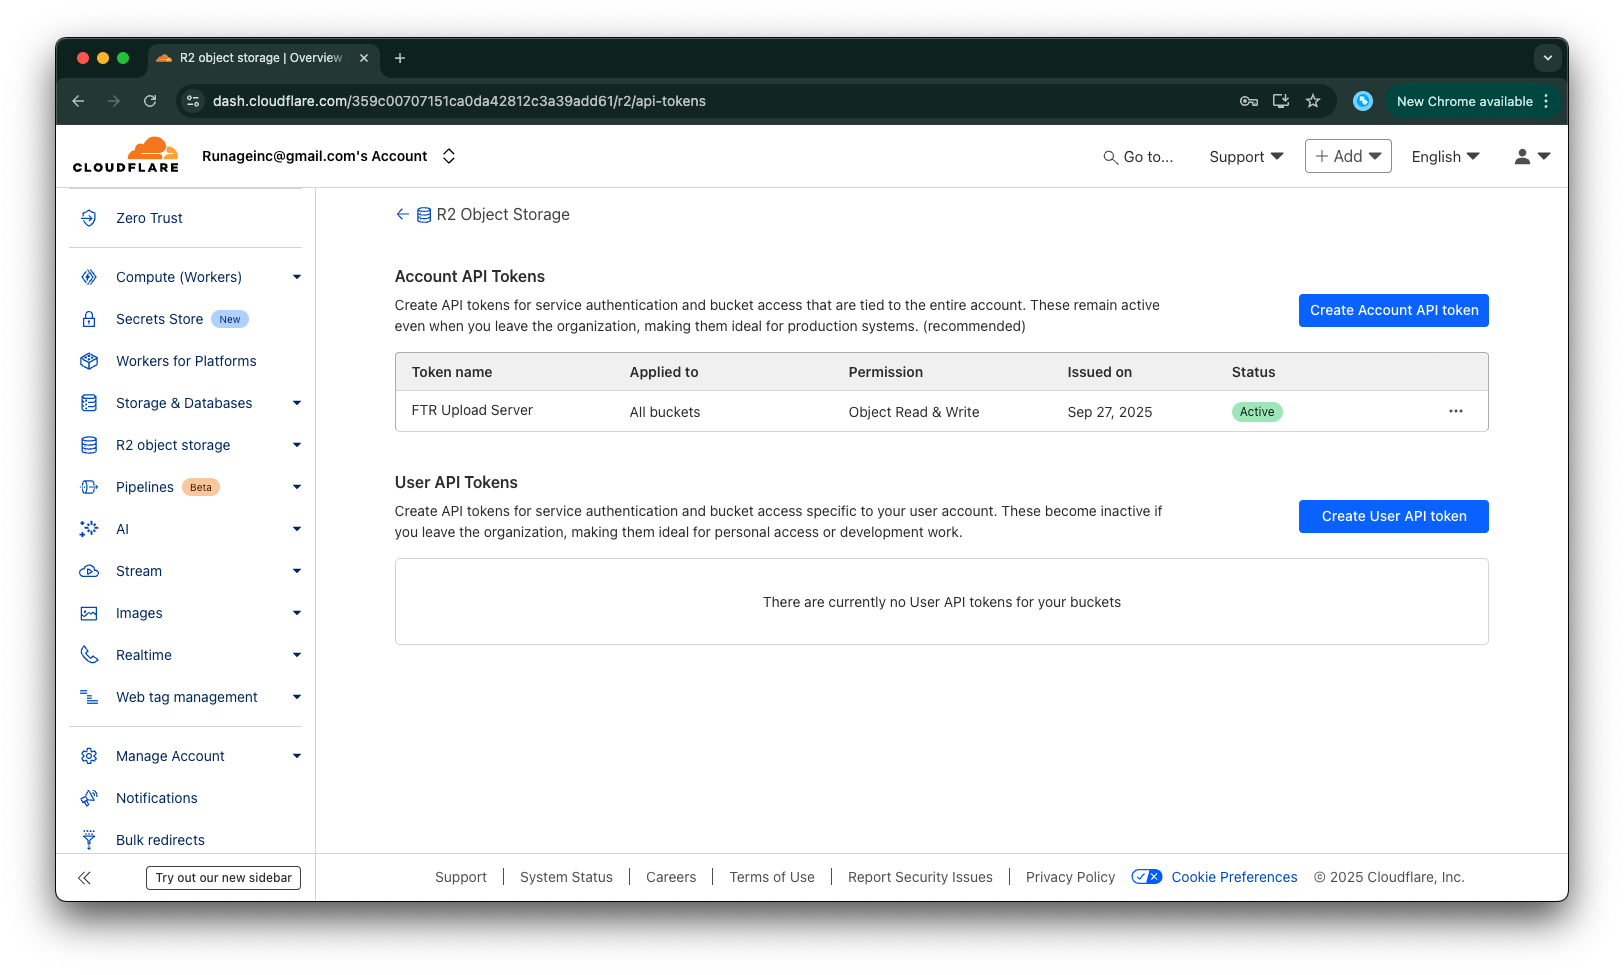 R2 object storage | Overview
dash.cloudflare.com/359c00707151ca0da42812c3a39add61/r2/api-tokens
New Chrome available
CLOUDFLARE
Runageinc@gmail.com's Account
Go to...
Support
+ Add
English
Zero Trust
Compute (Workers)
Secrets Store New
Workers for Platforms
Storage & Databases
R2 object storage
Pipelines Beta
AI
Stream
Images
Realtime
Web tag management
Manage Account
Notifications
Bulk redirects
Try out our new sidebar
R2 Object Storage
Account API Tokens
Create API tokens for service authentication and bucket access that are tied to the entire account. These remain active
even when you leave the organization, making them ideal for production systems. (recommended)
Create Account API token
Token name Applied to Permission Issued on Status
FTR Upload Server All buckets Object Read & Write Sep 27, 2025 Active
User API Tokens
Create API tokens for service authentication and bucket access specific to your user account. These become inactive if
you leave the organization, making them ideal for personal access or development work.
Create User API token
There are currently no User API tokens for your buckets
Support System Status Careers Terms of Use Report Security Issues Privacy Policy Cookie Preferences © 2025 Cloudflare, Inc.